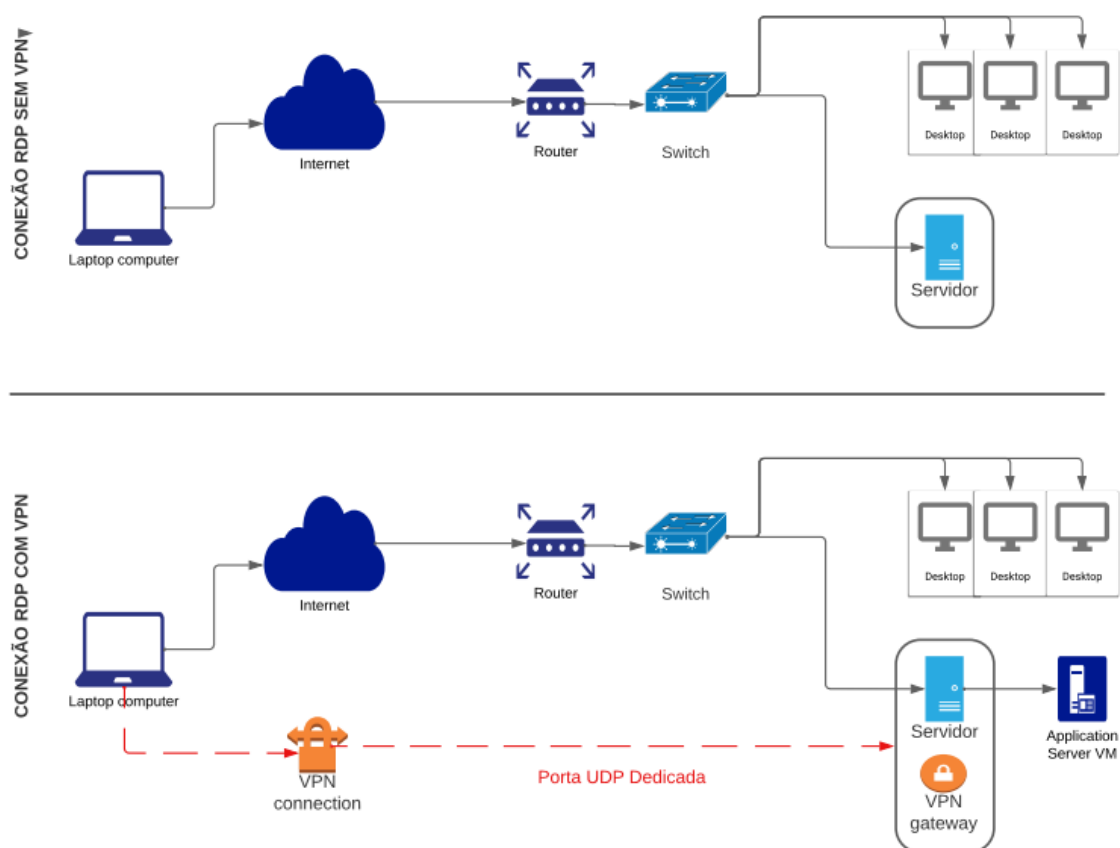 CONEXÃO RDP SEM VPN
Internet
Router
Switch
Desktop
Desktop
Desktop
Laptop computer
Servidor
CONEXÃO RDP COM VPN
Internet
Router
Switch
Desktop
Desktop
Desktop
Laptop computer
Servidor
Application
Server VM
VPN
connection
Porta UDP Dedicada
VPN
gateway